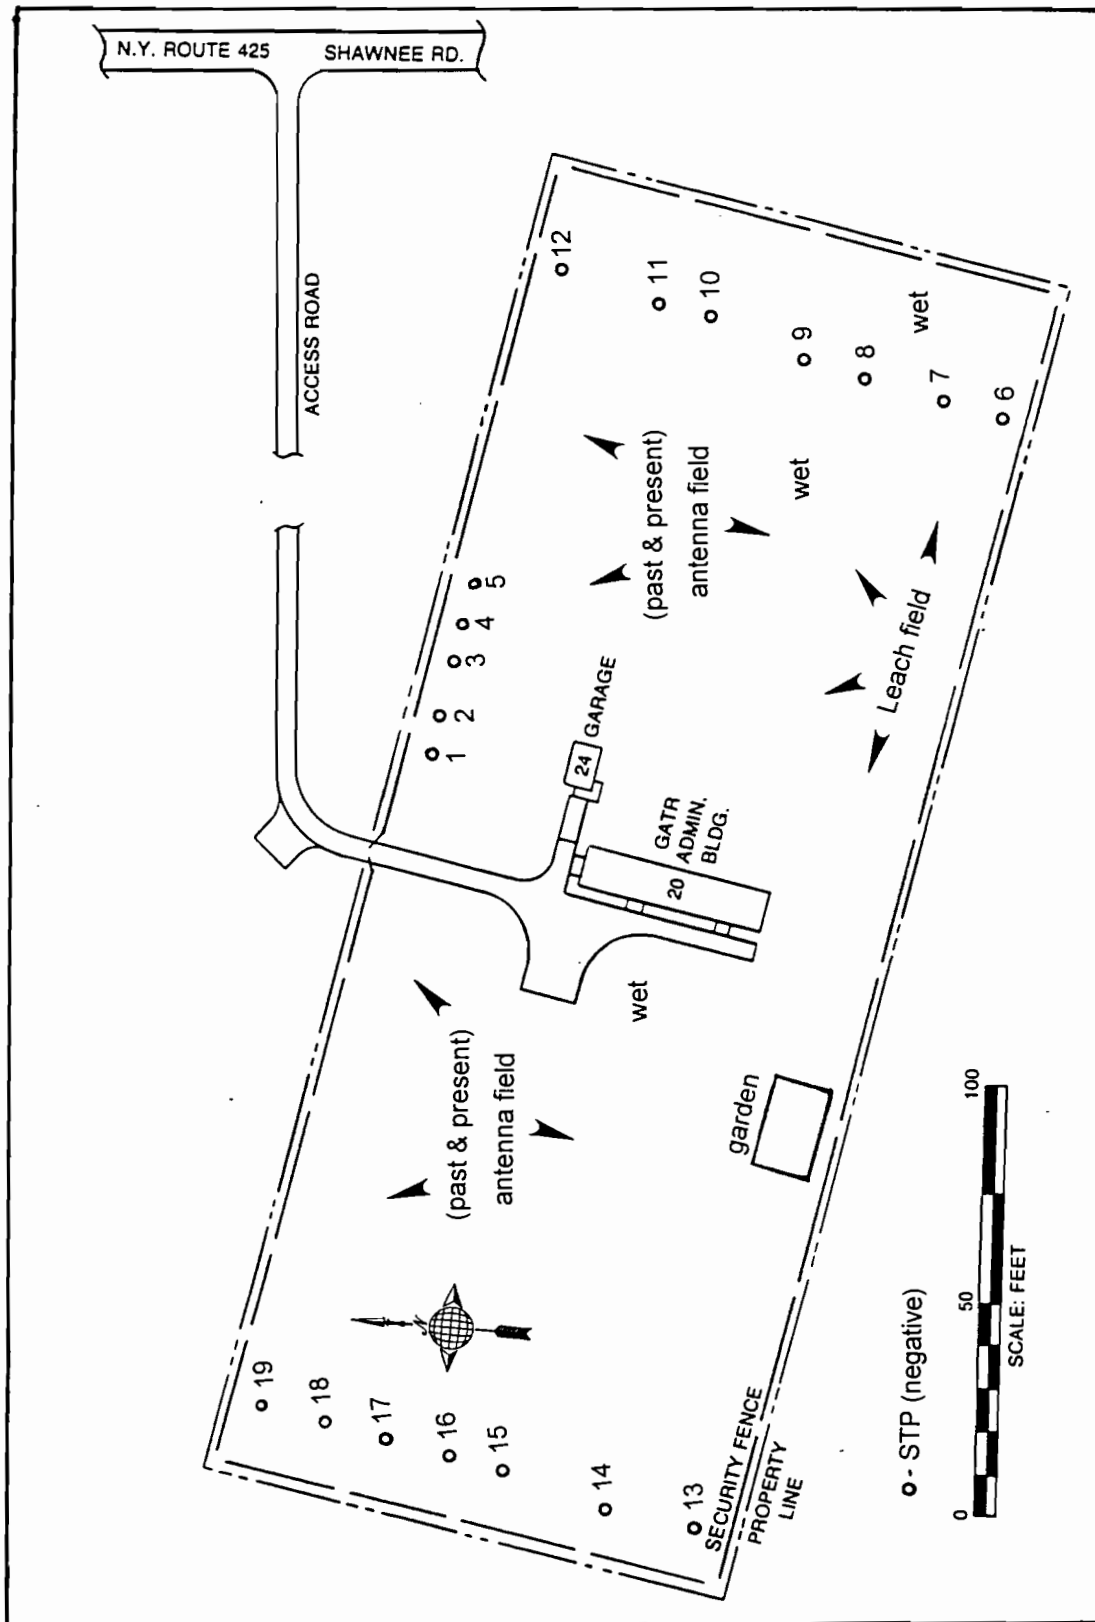 N.Y. ROUTE 425
SHAWNEE RD.
ACCESS ROAD
12
11
10
9
8
7
6
wet
(past & present)
antenna field
wet
5
4
3
2
1
Leach field
24
GARAGE
GATR
ADMIN.
BLDG.
20
wet
(past & present)
antenna field
garden
N
19
18
17
16
15
14
13
SECURITY FENCE
PROPERTY
LINE
- STP (negative)
0
50
100
SCALE: FEET